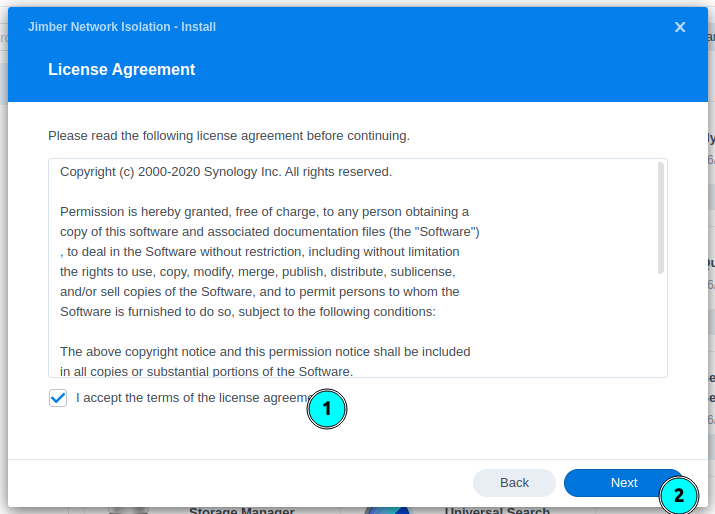 Jimber Network Isolation - Install
License Agreement
Please read the following license agreement before continuing.
Copyright (c) 2000-2020 Synology Inc. All rights reserved.
Permission is hereby granted, free of charge, to any person obtaining a
copy of this software and associated documentation files (the "Software")
, to deal in the Software without restriction, including without limitation
the rights to use, copy, modify, merge, publish, distribute, sublicense,
and/or sell copies of the Software, and to permit persons to whom the
Software is furnished to do so, subject to the following conditions:
The above copyright notice and this permission notice shall be included
in all copies or substantial portions of the Software.
I accept the terms of the license
1
Back
Next
2
Storage Manager
Universal Search